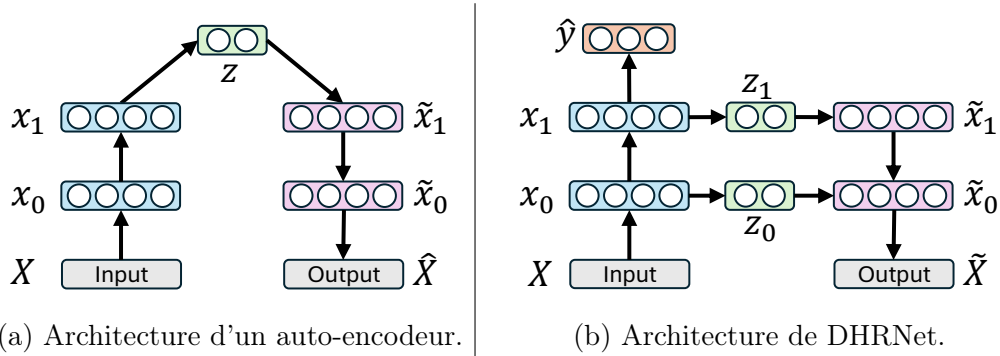 z
x₁ x̃₁
x₀ x̃₀
X Input Output X̂
(a) Architecture d'un auto-encodeur.
ŷ
z₁
x₁ x̃₁
x₀ x̃₀
z₀
X Input Output X̃
(b) Architecture de DHRNet.